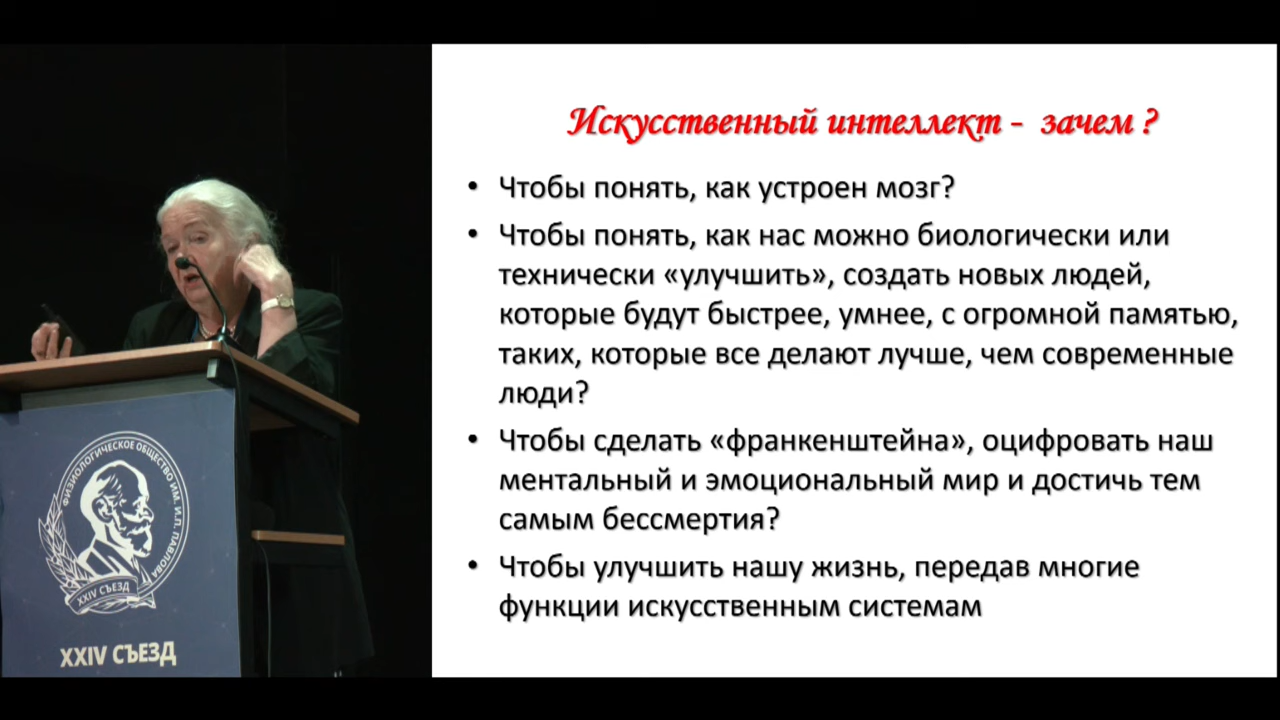 Искусственный интеллект - зачем ?
• Чтобы понять, как устроен мозг?
• Чтобы понять, как нас можно биологически или
технически «улучшить», создать новых людей,
которые будут быстрее, умнее, с огромной памятью,
таких, которые все делают лучше, чем современные
люди?
• Чтобы сделать «франкенштейна», оцифровать наш
ментальный и эмоциональный мир и достичь тем
самым бессмертия?
• Чтобы улучшить нашу жизнь, передав многие
функции искусственным системам
ФИЗИОЛОГИЧЕСКОЕ ОБЩЕСТВО ИМ. И.П. ПАВЛОВА
XXIV СЪЕЗД
XXIV СЪЕЗД